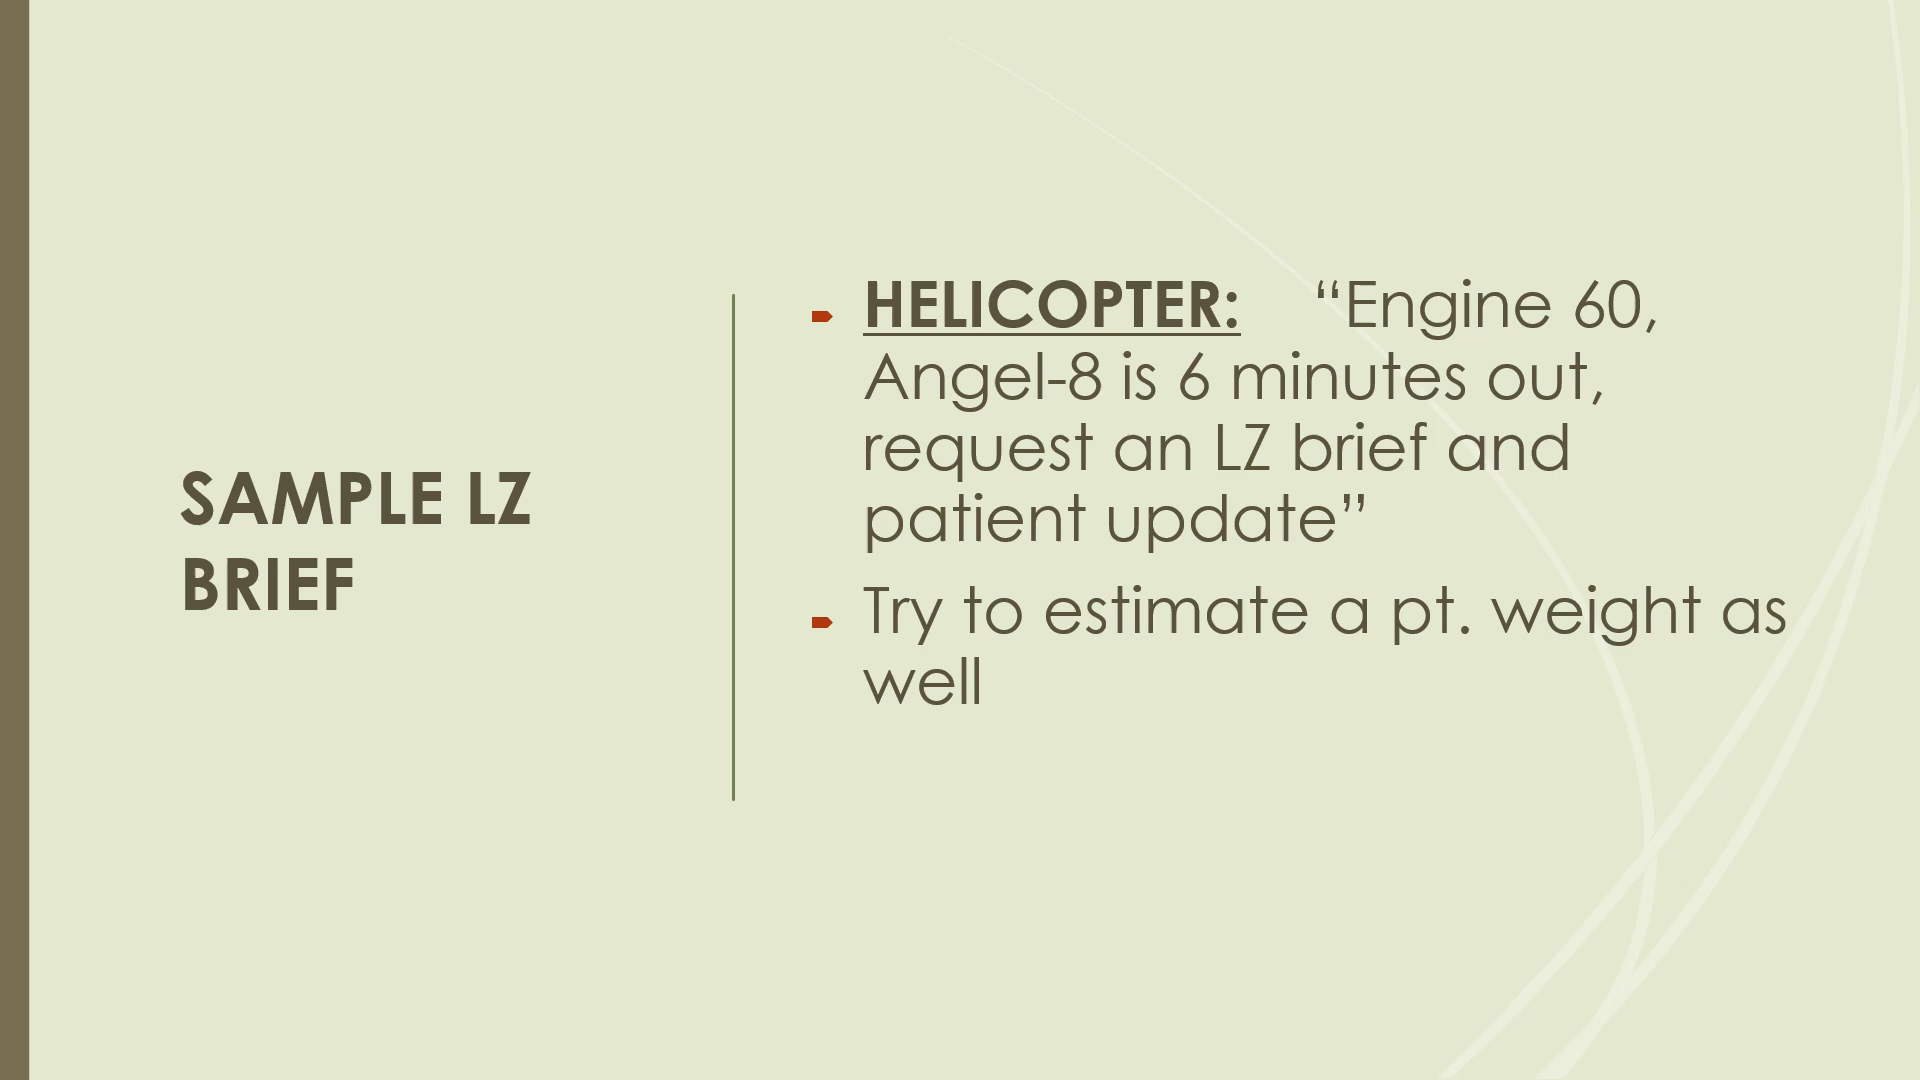 SAMPLE LZ
BRIEF
HELICOPTER: “Engine 60,
Angel-8 is 6 minutes out,
request an LZ brief and
patient update”
Try to estimate a pt. weight as
well